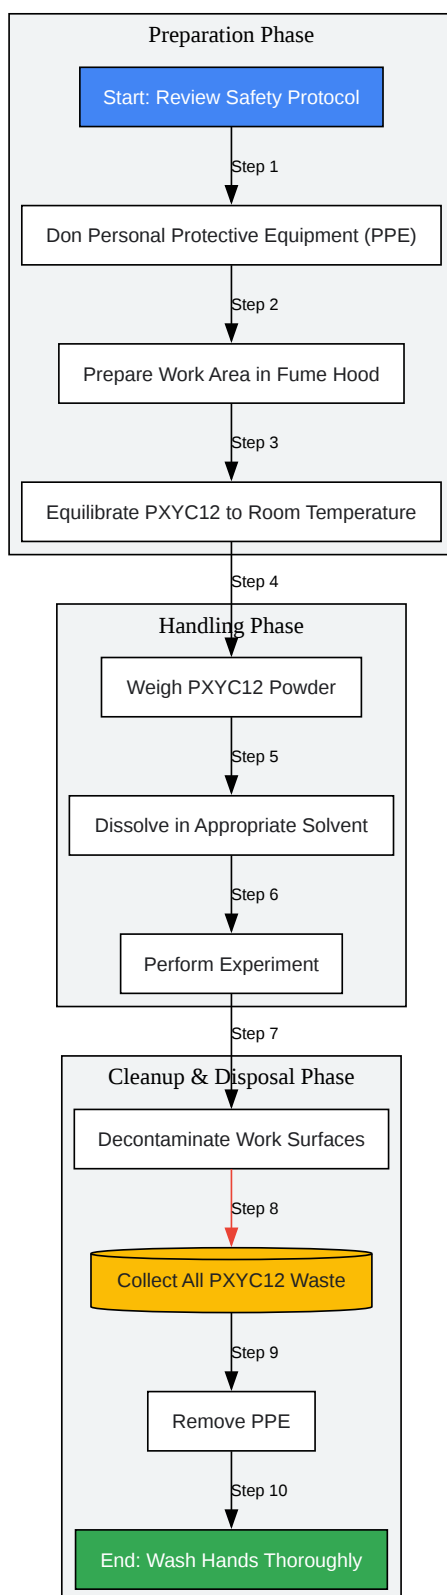 Preparation Phase
Start: Review Safety Protocol
Step 1
Don Personal Protective Equipment (PPE)
Step 2
Prepare Work Area in Fume Hood
Step 3
Equilibrate PXYC12 to Room Temperature
Step 4
Handling Phase
Weigh PXYC12 Powder
Step 5
Dissolve in Appropriate Solvent
Step 6
Perform Experiment
Step 7
Cleanup & Disposal Phase
Decontaminate Work Surfaces
Step 8
Collect All PXYC12 Waste
Step 9
Remove PPE
Step 10
End: Wash Hands Thoroughly